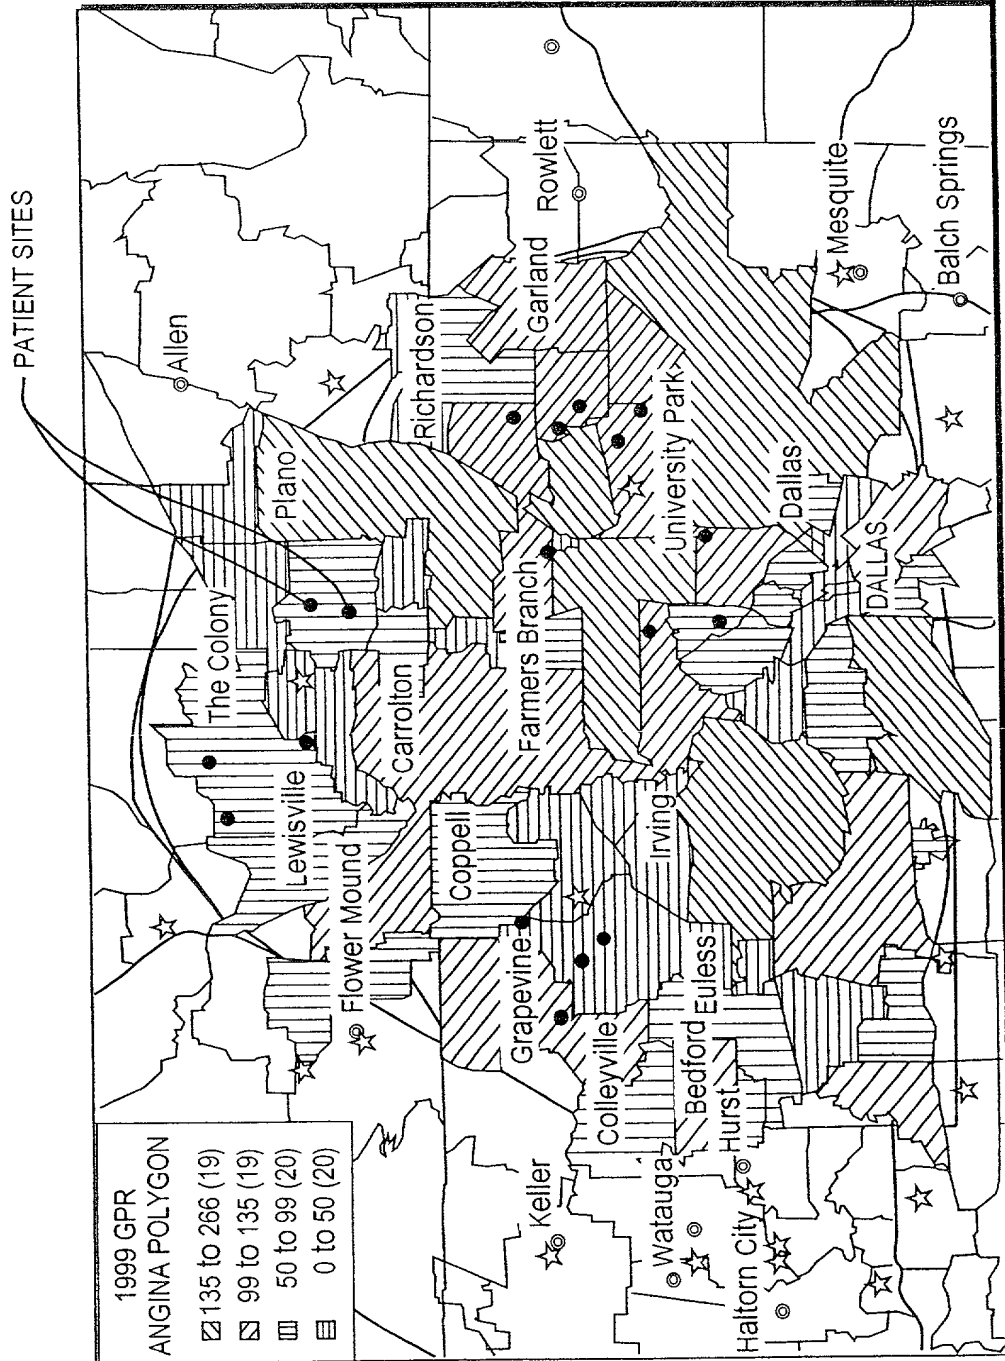 PATIENT SITES
1999 GPR
ANGINA POLYGON
135 to 266 (19)
99 to 135 (19)
50 to 99 (20)
0 to 50 (20)
Allen
The Colony
Plano
Lewisville
Flower Mound
Richardson
Carrolton
Coppell
Rowlett
Garland
Farmers Branch
Grapevine
Keller
Colleyville
University Park
Irving
Watauga
Bedford
Euless
Hurst
Haltorn City
Dallas
Mesquite
DALLAS
Balch Springs